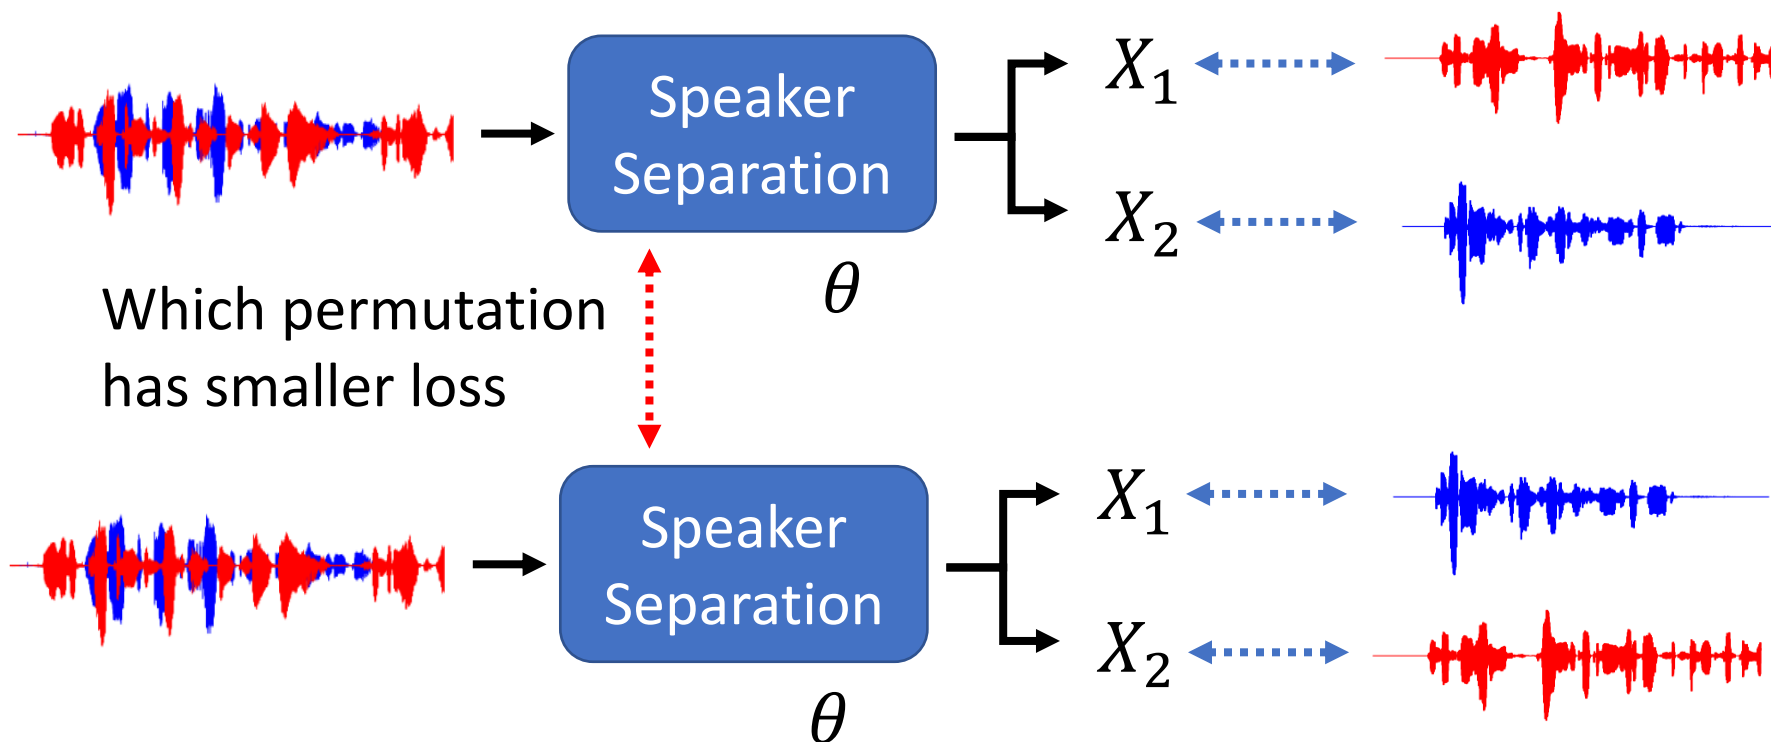 Speaker
Separation
X₁
X₂
θ
Which permutation
has smaller loss
Speaker
Separation
X₁
X₂
θ